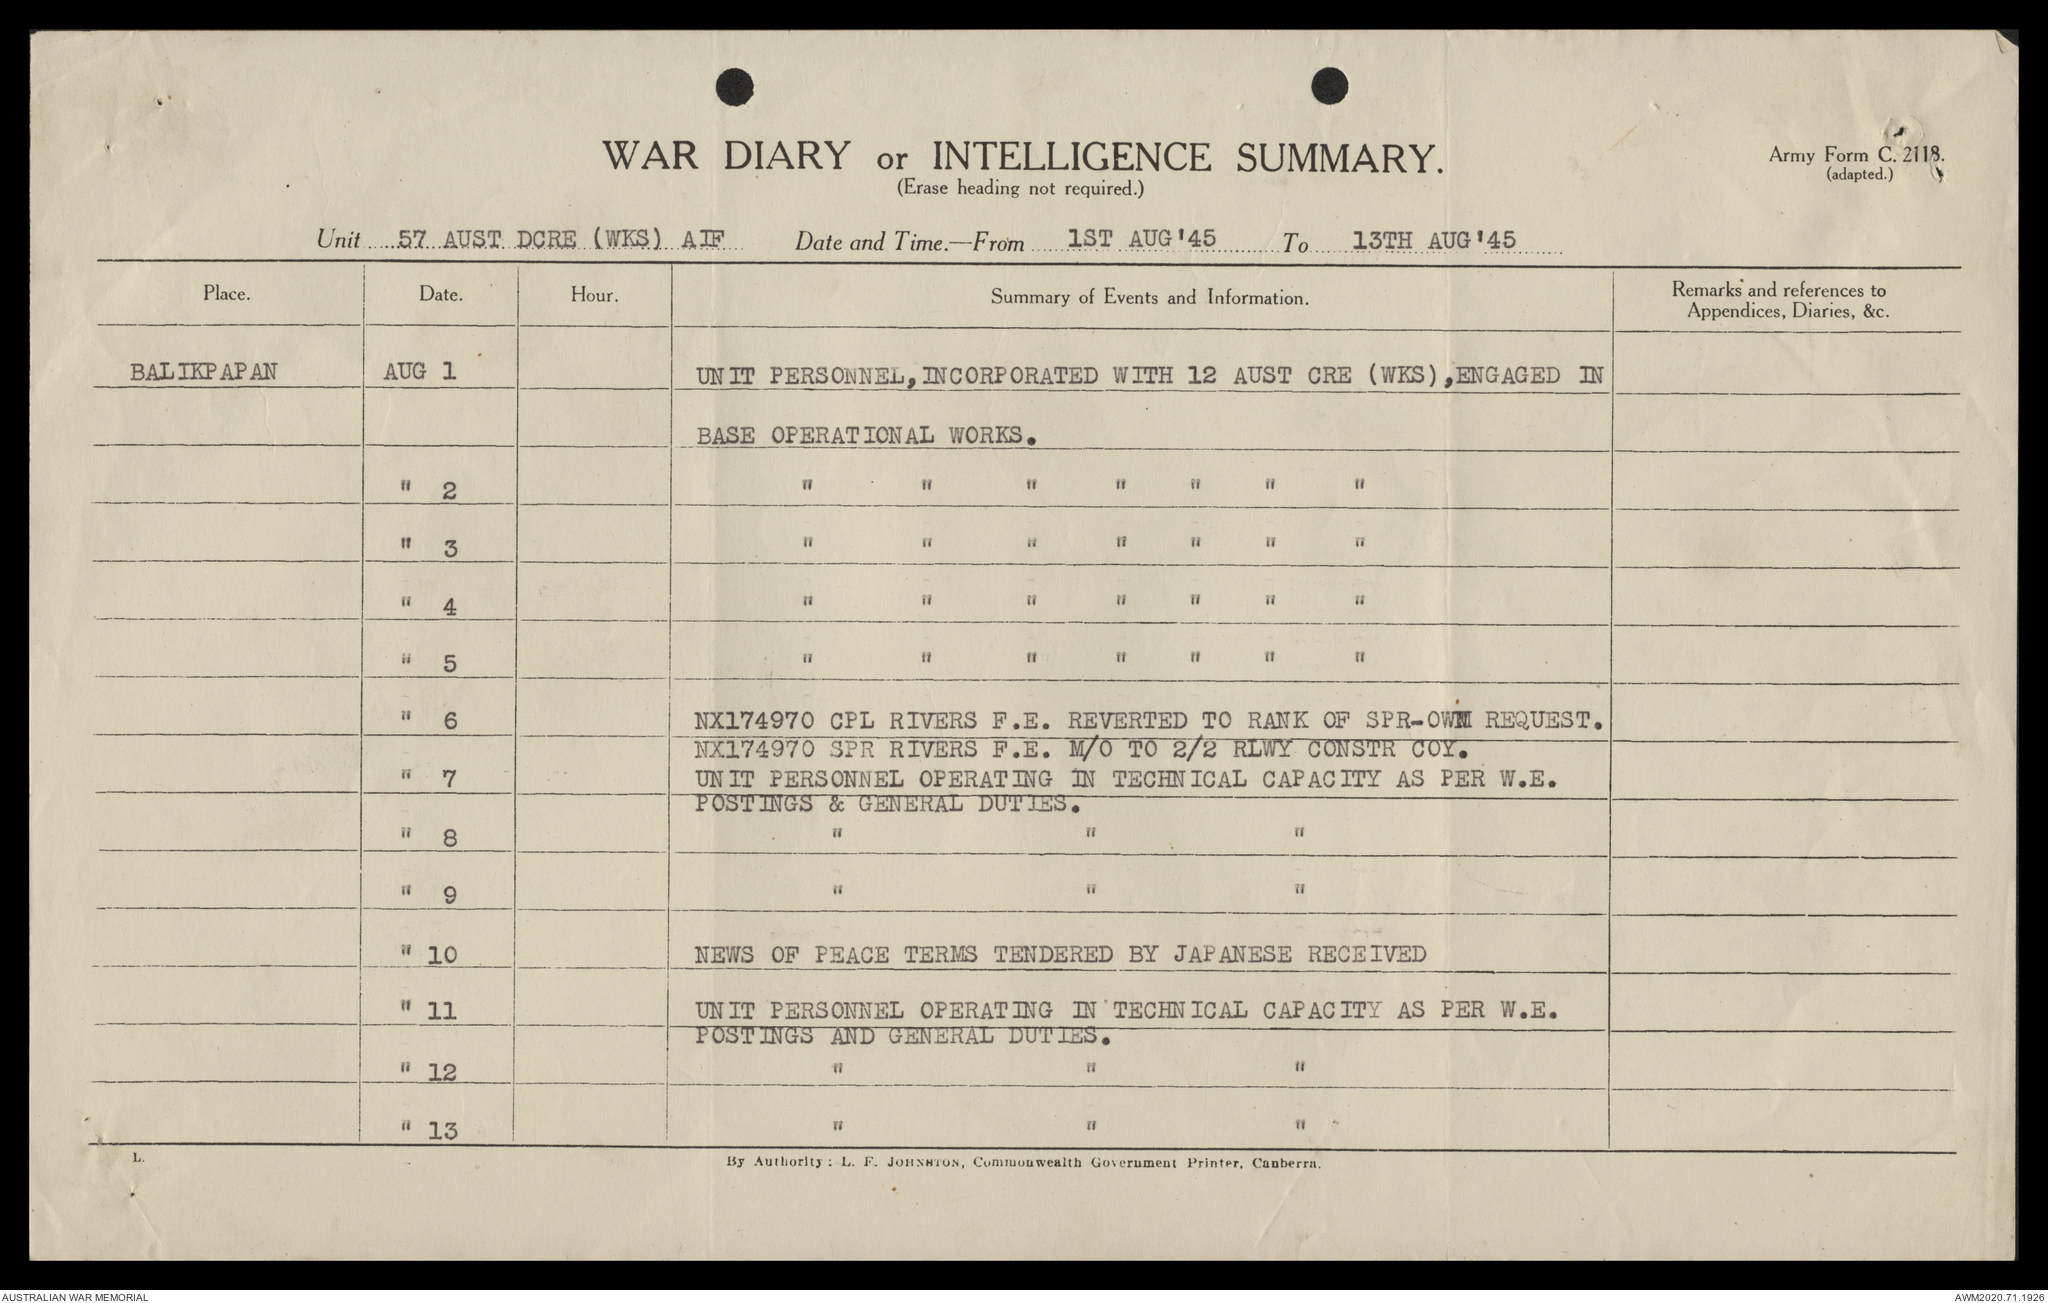 WAR DIARY or INTELLIGENCE SUMMARY.
(Erase heading not required.)
Army Form C. 2118.
(adapted.)
Unit 57 AUST DCRE (WKS) AIF Date and Time.—From 1ST AUG'45 To 13TH AUG'45
Place. Date. Hour. Summary of Events and Information. Remarks and references to
Appendices, Diaries, &c.
BALIKPAPAN AUG 1 UNIT PERSONNEL, INCORPORATED WITH 12 AUST CRE (WKS), ENGAGED IN
BASE OPERATIONAL WORKS.
" 2 " " " " " " "
" 3 " " " " " " "
" 4 " " " " " " "
" 5 " " " " " " "
" 6 NX174970 CPL RIVERS F.E. REVERTED TO RANK OF SPR-OWN REQUEST.
NX174970 SPR RIVERS F.E. M/O TO 2/2 RLWY CONSTR COY.
" 7 UNIT PERSONNEL OPERATING IN TECHNICAL CAPACITY AS PER W.E.
POSTINGS & GENERAL DUTIES.
" 8 " " "
" 9 " " "
" 10 NEWS OF PEACE TERMS TENDERED BY JAPANESE RECEIVED
" 11 UNIT PERSONNEL OPERATING IN TECHNICAL CAPACITY AS PER W.E.
POSTINGS AND GENERAL DUTIES.
" 12 " " "
" 13 " " "
L.
By Authority: L. F. JOHNSTON, Commonwealth Government Printer, Canberra.
AUSTRALIAN WAR MEMORIAL
AWM2020.71.1926